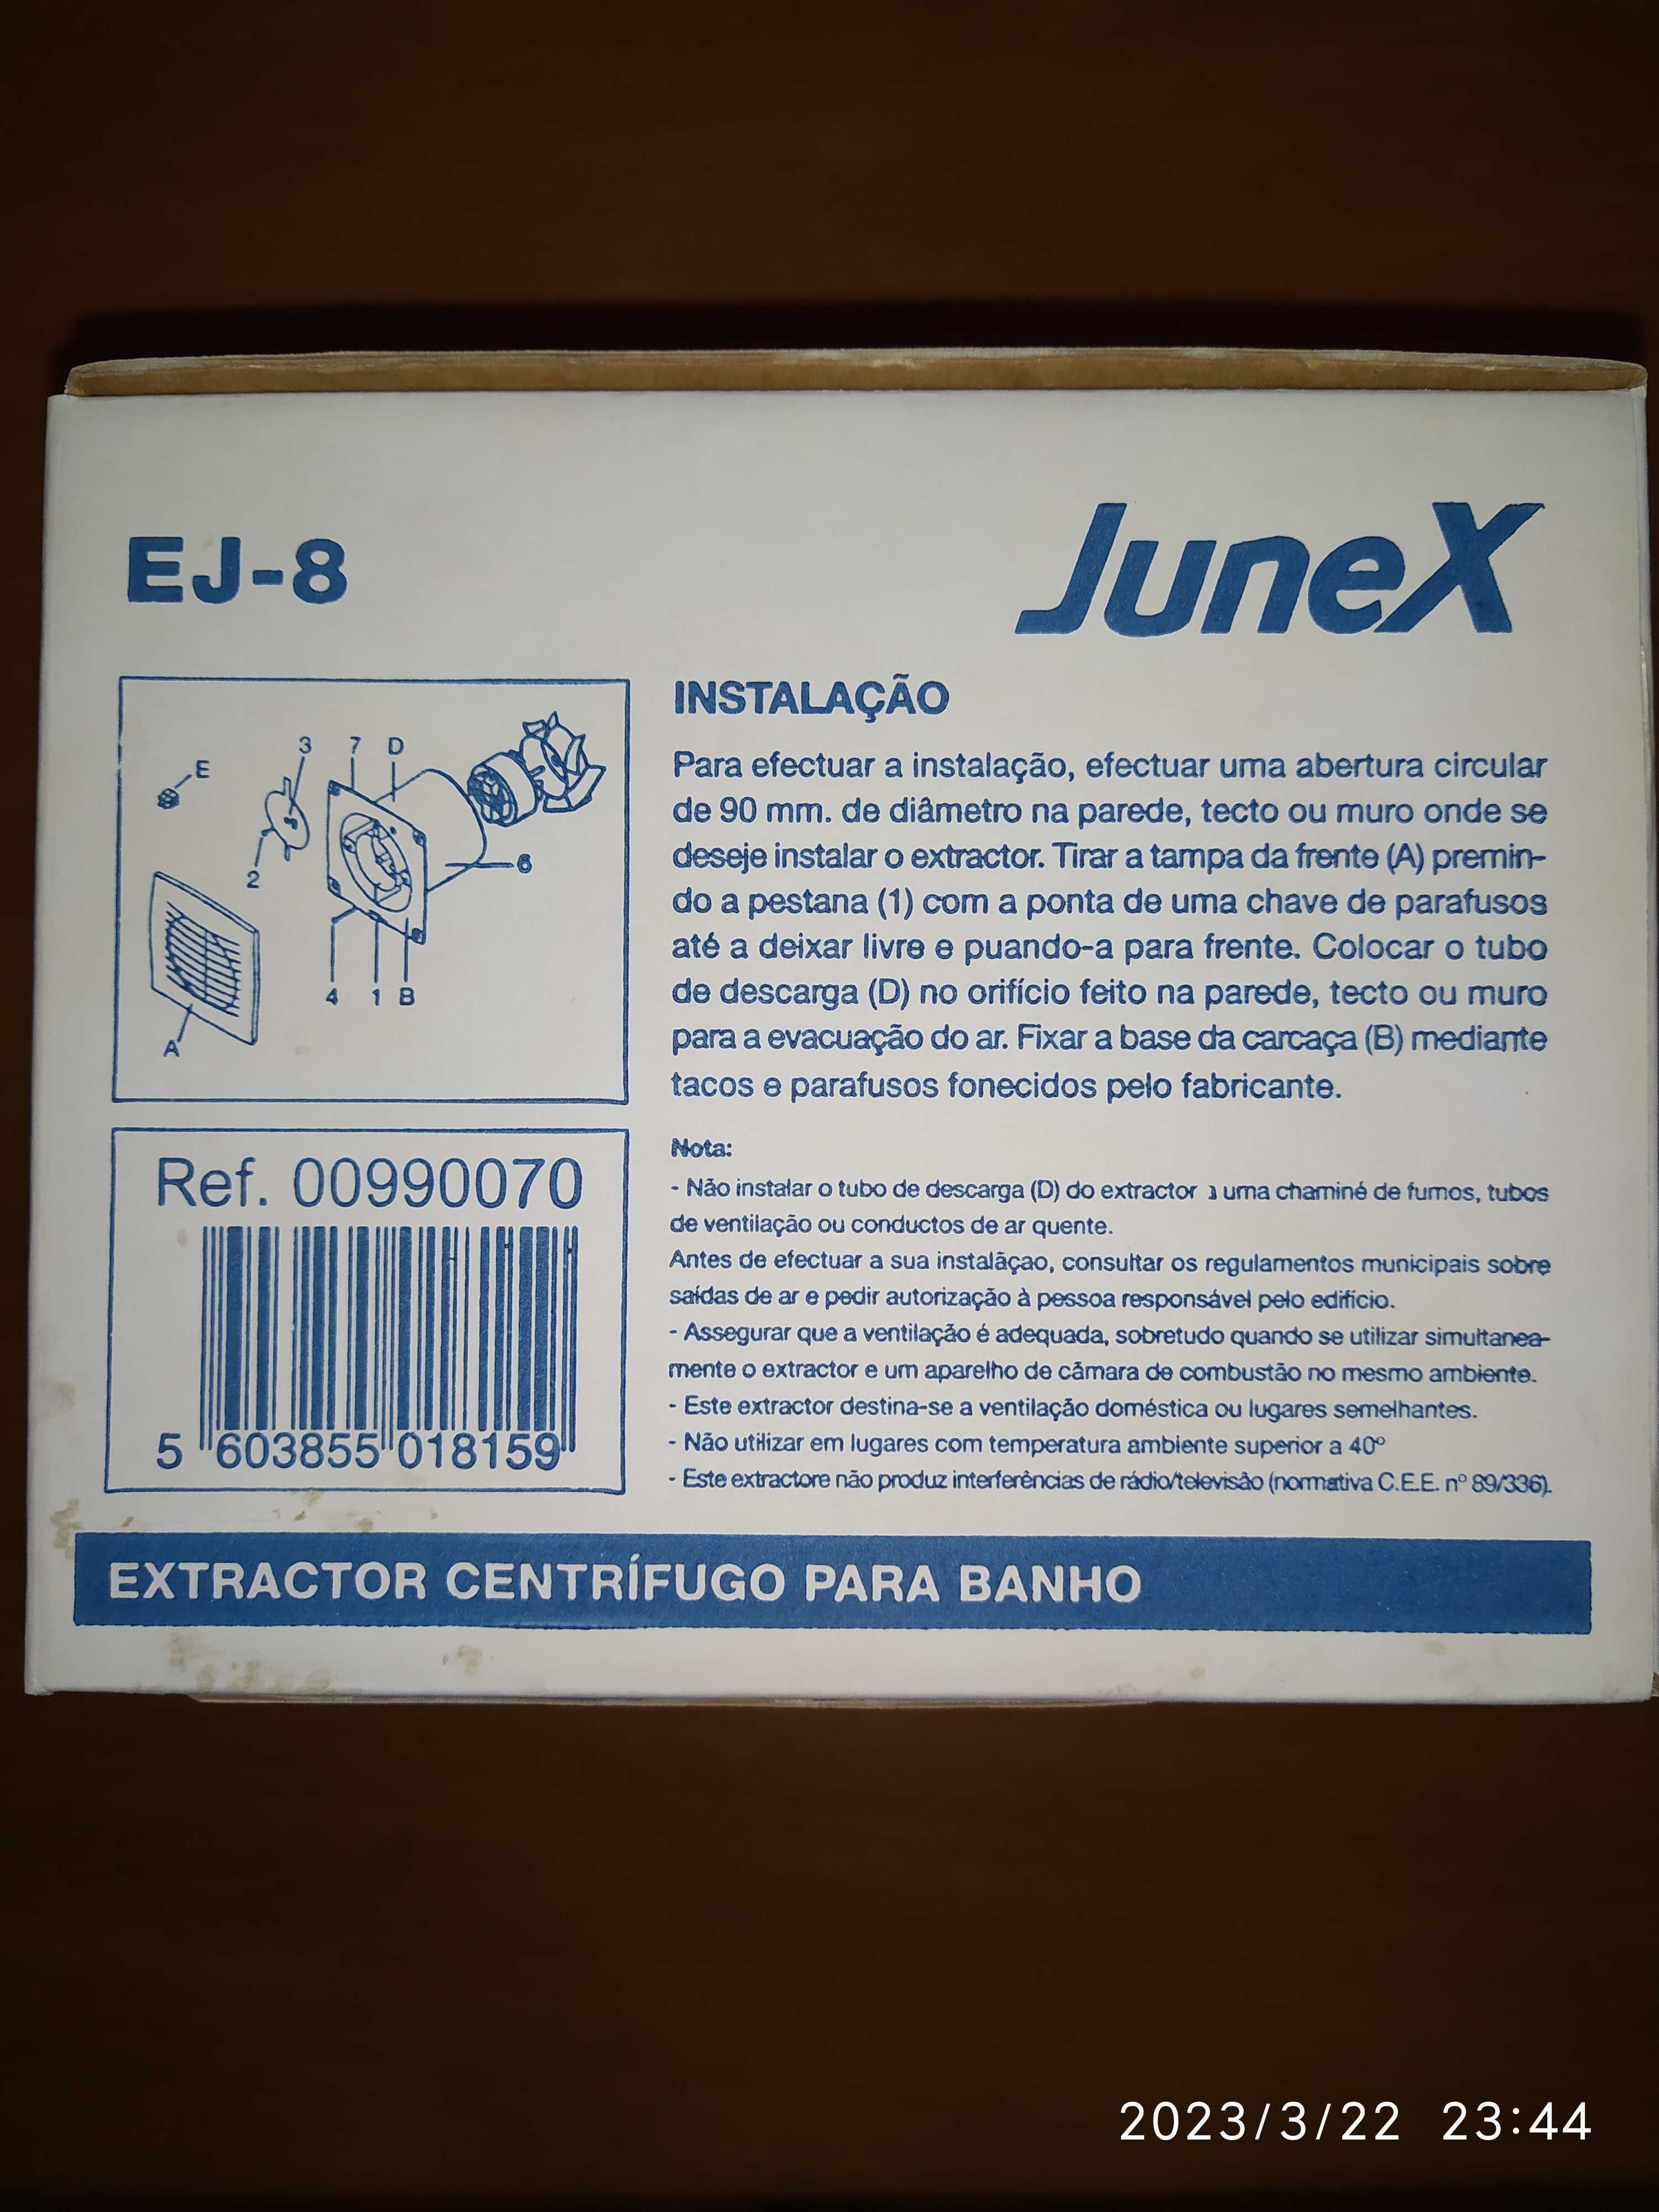 EJ-8
JuneX
E
3
7
D
2
6
4
1
B
A
INSTALAÇÃO
Para efectuar a instalação, efectuar uma abertura circular
de 90 mm. de diâmetro na parede, tecto ou muro onde se
deseje instalar o extractor. Tirar a tampa da frente (A) premin-
do a pestana (1) com a ponta de uma chave de parafusos
até a deixar livre e puando-a para frente. Colocar o tubo
de descarga (D) no orifício feito na parede, tecto ou muro
para a evacuação do ar. Fixar a base da carcaça (B) mediante
tacos e parafusos fonecidos pelo fabricante.
Ref. 00990070
5 603855 018159
Nota:
- Não instalar o tubo de descarga (D) do extractor a uma chaminé de fumos, tubos
de ventilação ou conductos de ar quente.
Antes de efectuar a sua instalãçao, consultar os regulamentos municipais sobre
saídas de ar e pedir autorização à pessoa responsável pelo edifício.
- Assegurar que a ventilação é adequada, sobretudo quando se utilizar simultanea-
mente o extractor e um aparelho de câmara de combustão no mesmo ambiente.
- Este extractor destina-se a ventilação doméstica ou lugares semelhantes.
- Não utilizar em lugares com temperatura ambiente superior a 40º
- Este extractore não produz interferências de rádio/televisão (normativa C.E.E. nº 89/336).
EXTRACTOR CENTRÍFUGO PARA BANHO
2023/3/22 23:44